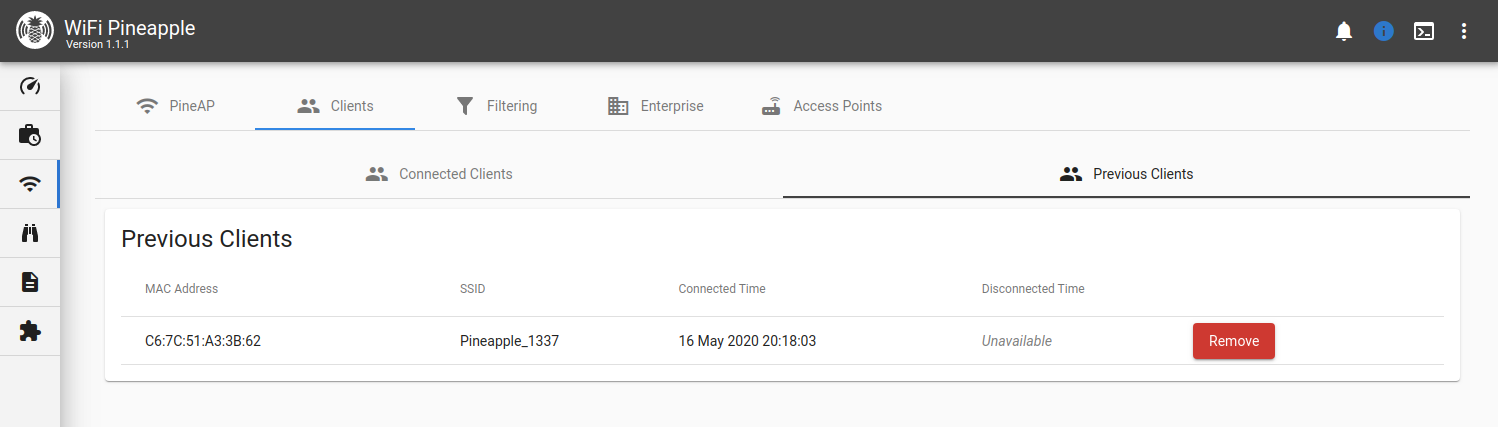 WiFi Pineapple
Version 1.1.1
PineAP Clients Filtering Enterprise Access Points
Connected Clients Previous Clients
Previous Clients
MAC Address SSID Connected Time Disconnected Time
C6:7C:51:A3:3B:62 Pineapple_1337 16 May 2020 20:18:03 Unavailable Remove